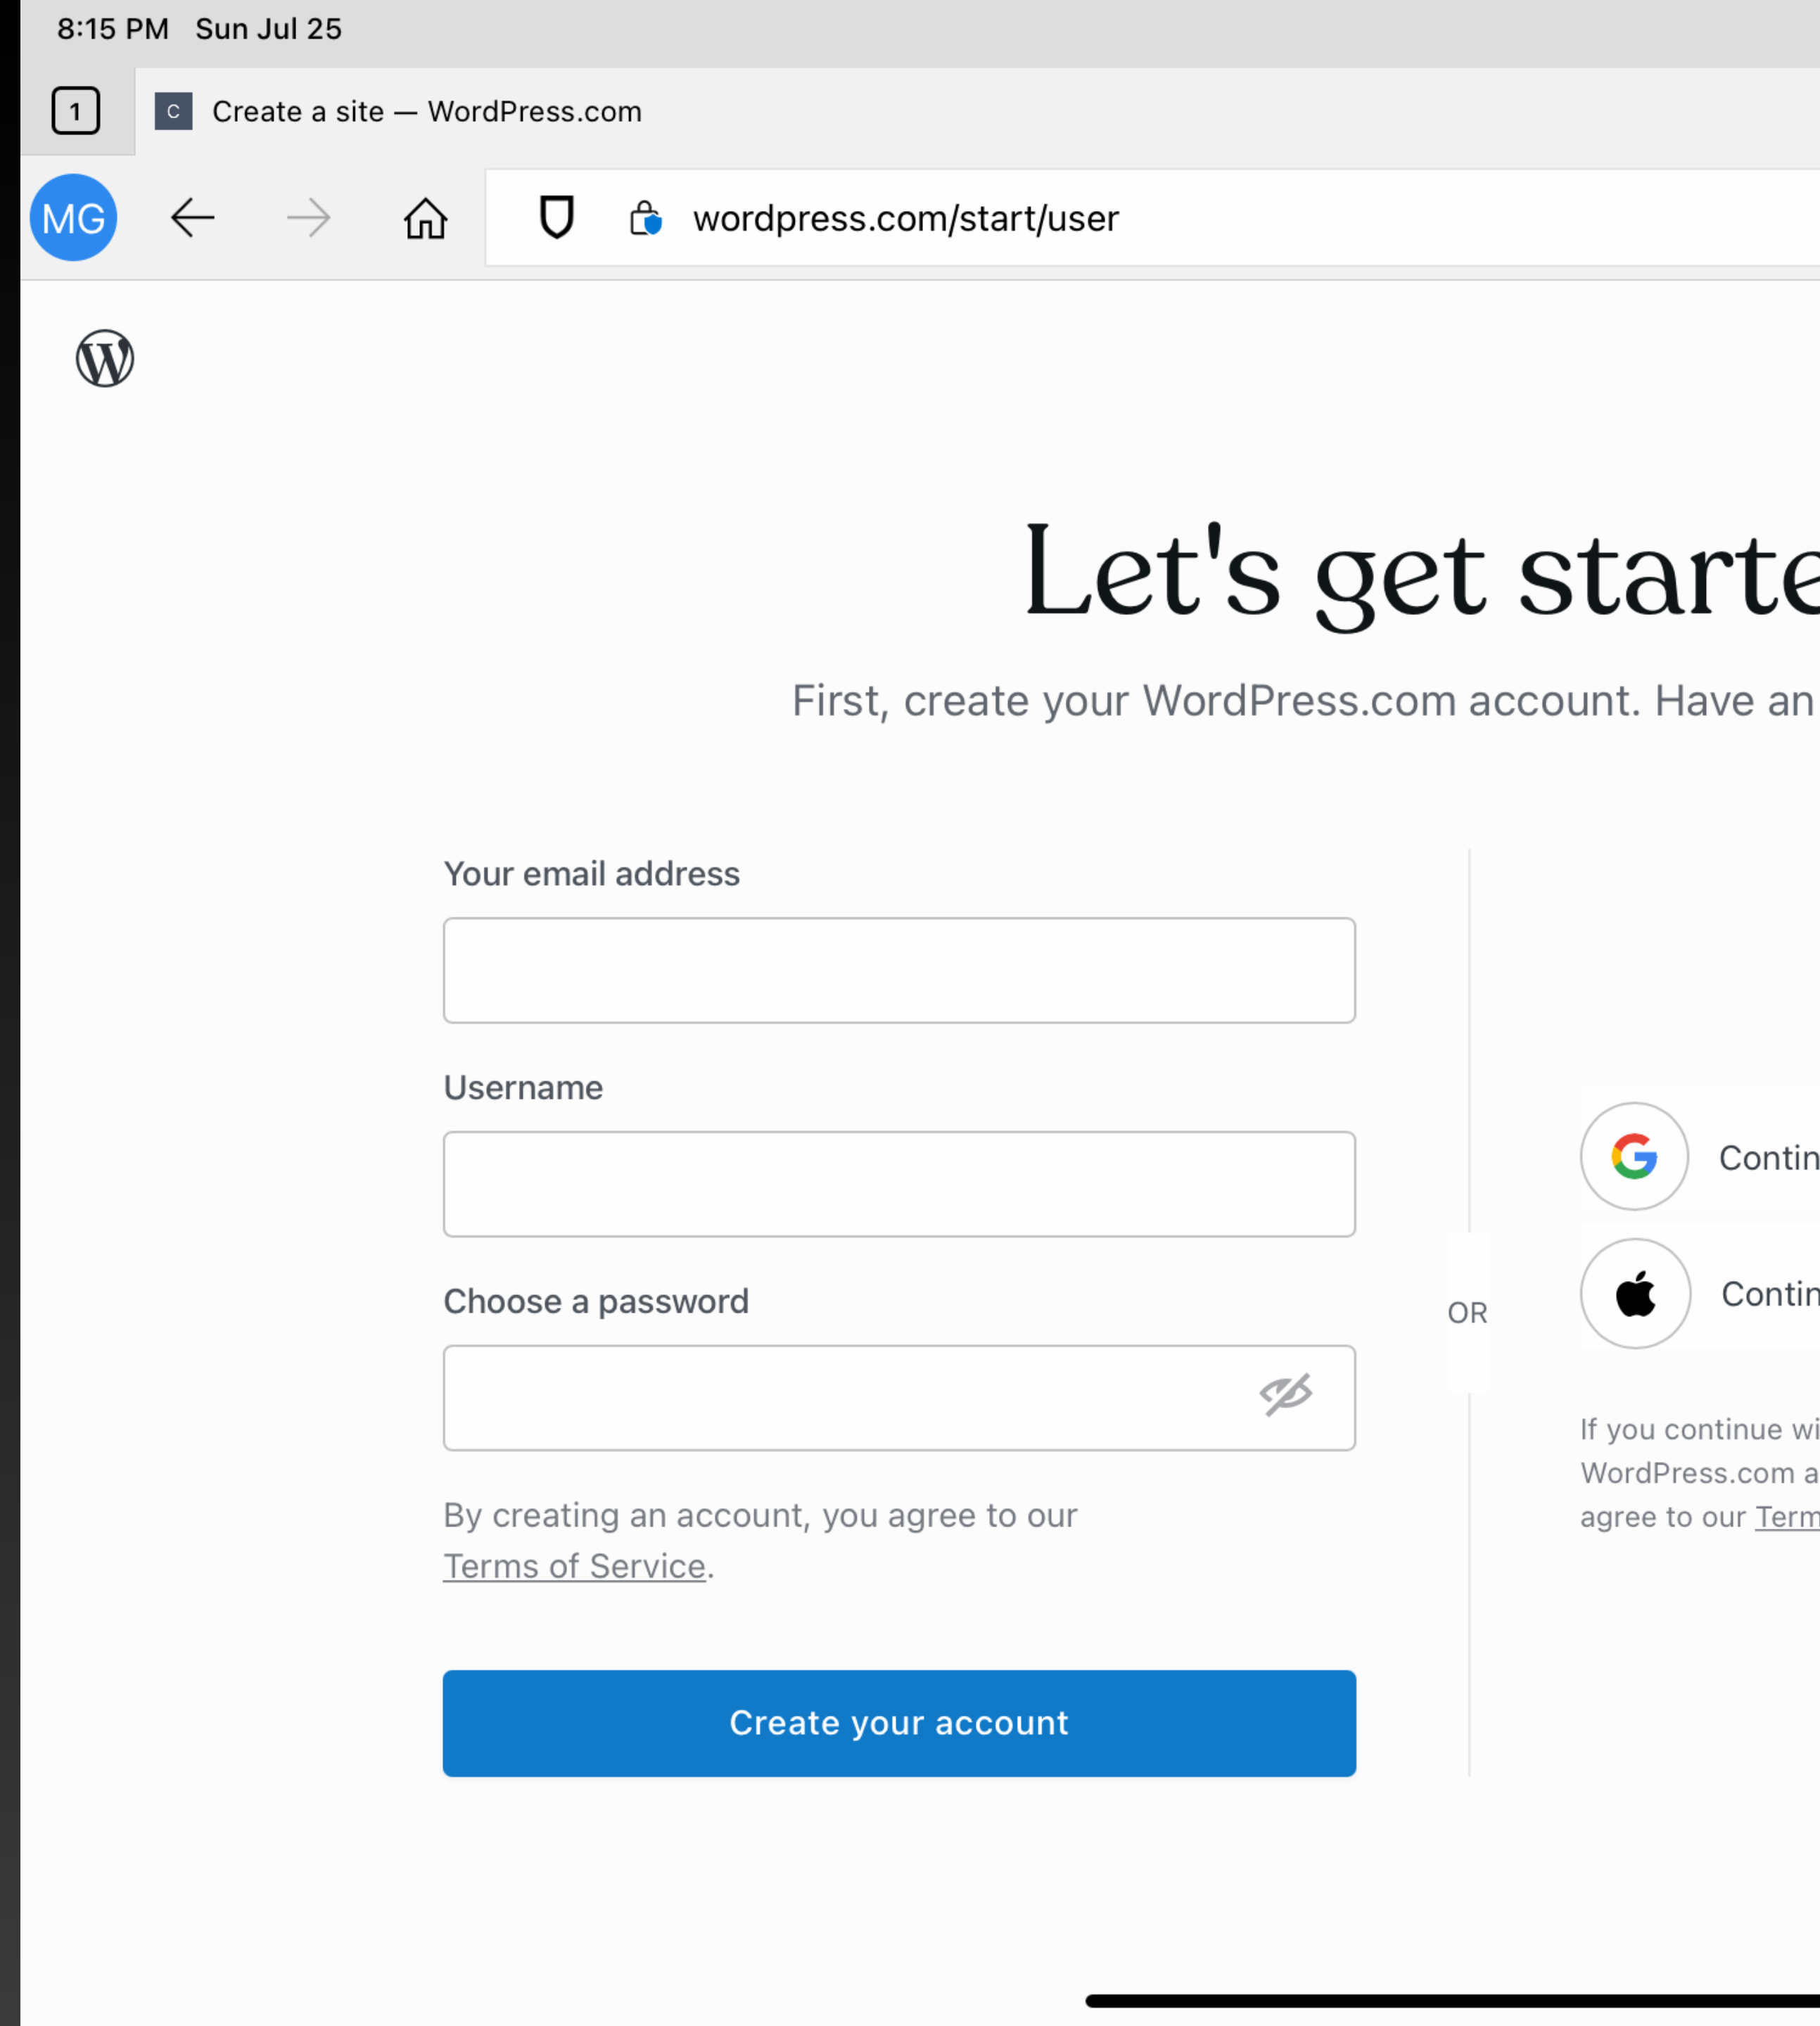 8:15 PM Sun Jul 25
1
C Create a site — WordPress.com
MG
wordpress.com/start/user
W
Let's get starte
First, create your WordPress.com account. Have an
Your email address
Username
Choose a password
By creating an account, you agree to our
Terms of Service.
Create your account
OR
G Contin
Contin
If you continue wi
WordPress.com a
agree to our Term